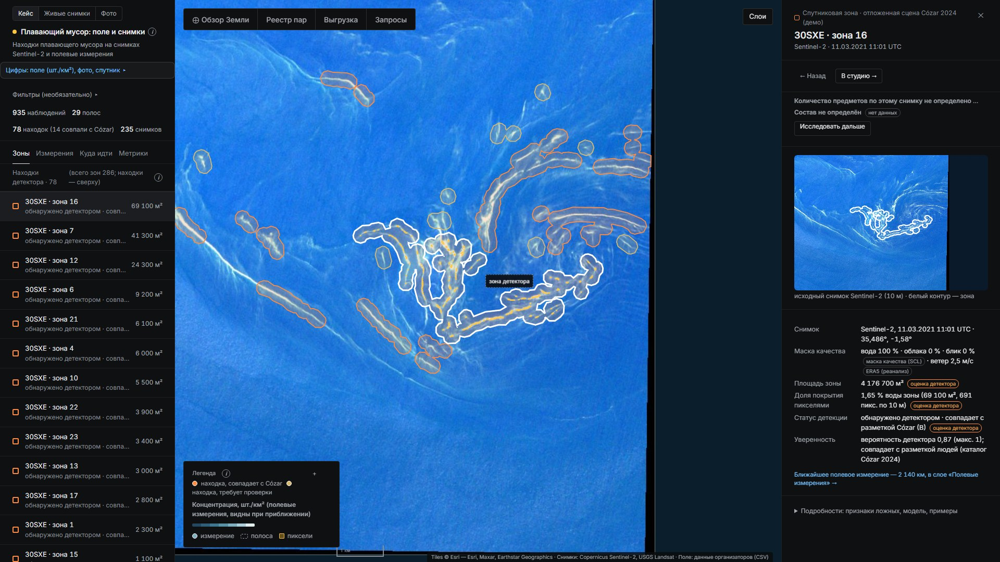 Кейс
Живые снимки
Фото
Плавающий мусор: поле и снимки
Находки плавающего мусора на снимках
Sentinel-2 и полевые измерения
Цифры: поле (шт./км²), фото, спутник ▸
Фильтры (необязательно) ▸
935 наблюдений 29 полос
78 находок (14 совпали с Cózar) 235 снимков
Зоны Измерения Куда идти Метрики
Находки детектора · 78
(всего зон 286; находки — сверху)
30SXE · зона 16
обнаружено детектором · совп... 69 100 м²
30SXE · зона 7
обнаружено детектором · совп... 41 300 м²
30SXE · зона 12
обнаружено детектором · совп... 24 300 м²
30SXE · зона 6
обнаружено детектором · совпа... 9 200 м²
30SXE · зона 21
обнаружено детектором · совпа... 6 100 м²
30SXE · зона 4
обнаружено детектором · совпа... 6 000 м²
30SXE · зона 10
обнаружено детектором · совпа... 5 500 м²
30SXE · зона 22
обнаружено детектором · совпа... 3 900 м²
30SXE · зона 23
обнаружено детектором · совпа... 3 400 м²
30SXE · зона 13
обнаружено детектором · совпа... 3 000 м²
30SXE · зона 17
обнаружено детектором · совпа... 2 800 м²
30SXE · зона 1
обнаружено детектором · совпа... 2 300 м²
30SXE · зона 15
1 100 м²
Обзор Земли
Реестр пар
Выгрузка
Запросы
Слои
зона детектора
Легенда
+
находка, совпадает с Cózar
находка, требует проверки
Концентрация, шт./км² (полевые
измерения, видны при приближении)
измерение полоса пиксели
1 км
Tiles © Esri — Esri, Maxar, Earthstar Geographics · Снимки: Copernicus Sentinel-2, USGS Landsat · Поле: данные организаторов (CSV)
Спутниковая зона · отложенная сцена Cózar 2024
(демо)
30SXE · зона 16
Sentinel-2 · 11.03.2021 11:01 UTC
← Назад
В студию →
Количество предметов по этому снимку не определено ...
Состав не определён нет данных
Исследовать дальше
исходный снимок Sentinel-2 (10 м) · белый контур — зона
Снимок
Sentinel-2, 11.03.2021 11:01 UTC ·
35,486°, -1,58°
Маска качества
вода 100 % · облака 0 % · блик 0 %
маска качества (SCL) · ветер 2,5 м/с
ERA5 (реанализ)
Площадь зоны
4 176 700 м² оценка детектора
Доля покрытия пикселями
1,65 % воды зоны (69 100 м², 691
пикс. по 10 м) оценка детектора
Статус детекции
обнаружено детектором · совпадает с
разметкой Cózar (B) оценка детектора
Уверенность
вероятность детектора 0,87 (макс. 1);
совпадает с разметкой людей (каталог
Cózar 2024)
Ближайшее полевое измерение — 2 140 км, в слое «Полевые
измерения» →
▶ Подробности: признаки ложных, модель, примеры